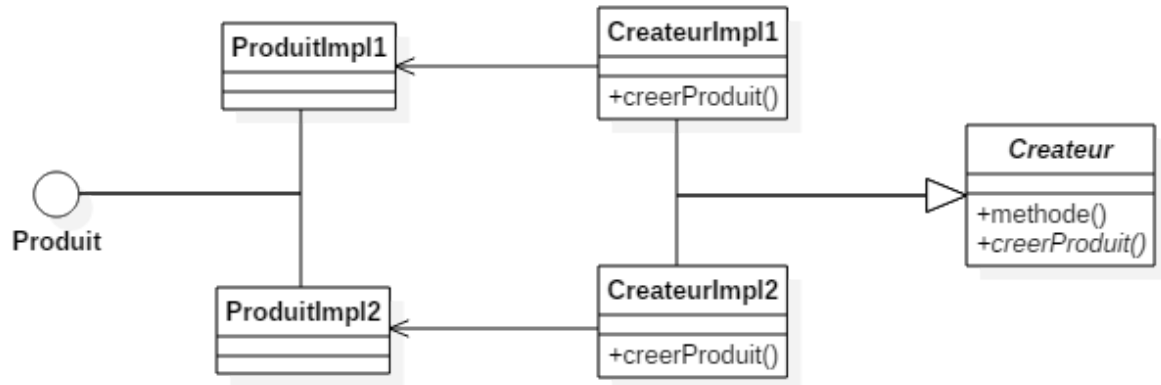 ProduitImpl1
CreateurImpl1
+creerProduit()
Createur
+methode()
+creerProduit()
Produit
ProduitImpl2
CreateurImpl2
+creerProduit()